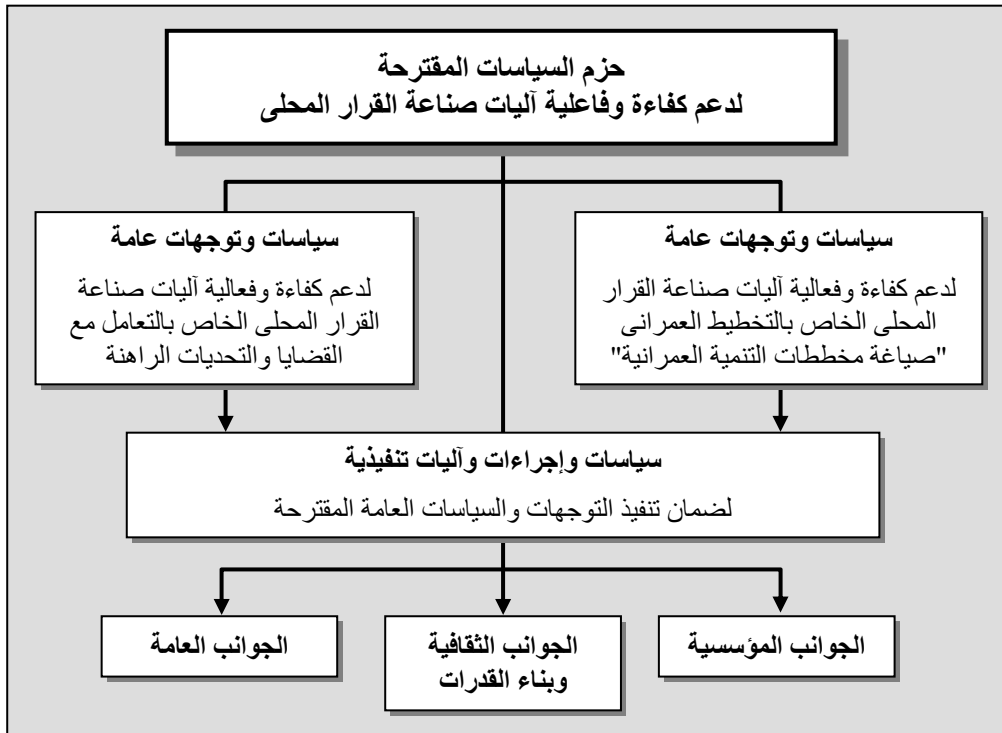 حزم السياسات المقترحة
لدعم كفاءة وفاعلية آليات صناعة القرار المحلى
سياسات وتوجهات عامة
لدعم كفاءة وفعالية آليات صناعة القرار
المحلى الخاص بالتخطيط العمرانى
"صياغة مخططات التنمية العمرانية"
سياسات وتوجهات عامة
لدعم كفاءة وفعالية آليات صناعة
القرار المحلى الخاص بالتعامل مع
القضايا والتحديات الراهنة
سياسات وإجراءات وآليات تنفيذية
لضمان تنفيذ التوجهات والسياسات العامة المقترحة
الجوانب المؤسسية
الجوانب الثقافية
وبناء القدرات
الجوانب العامة